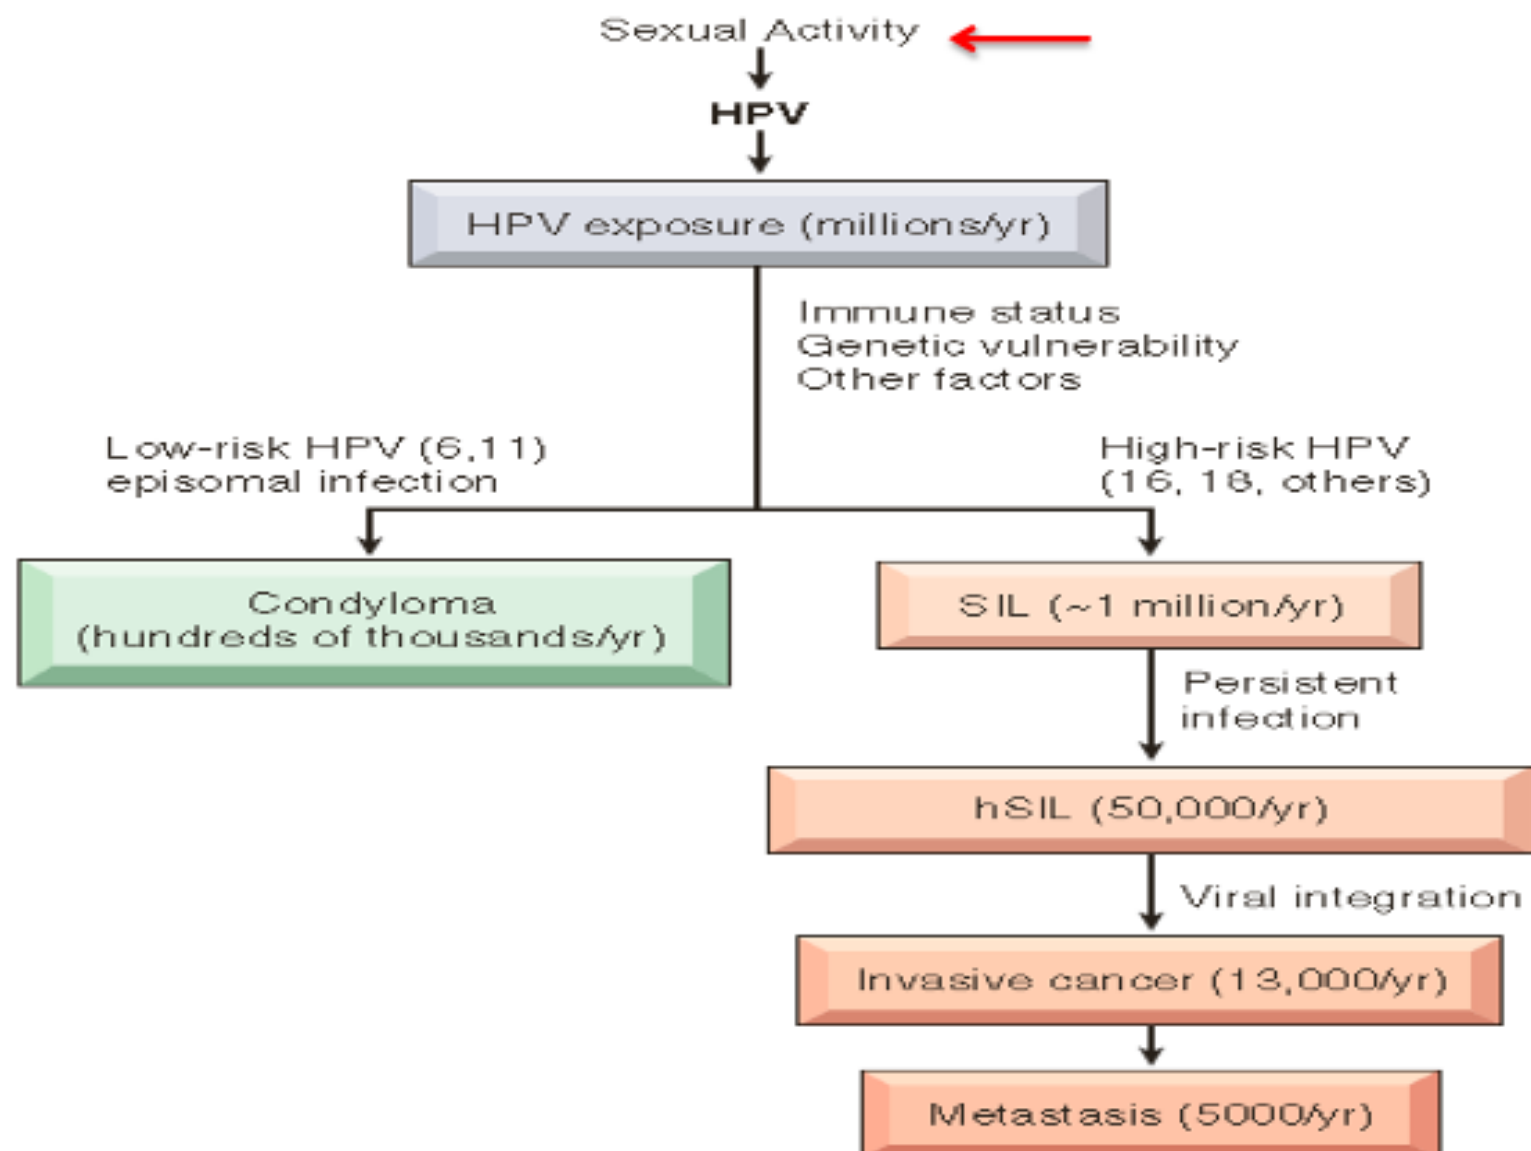 Sexual Activity
HPV
HPV exposure (millions/yr)
Immune status
Genetic vulnerability
Other factors
Low-risk HPV (6,11)
episomal infection
High-risk HPV
(16, 18, others)
Condyloma
(hundreds of thousands/yr)
SIL (~1 million/yr)
Persistent
infection
hSIL (50,000/yr)
Viral integration
Invasive cancer (13,000/yr)
Metastasis (5000/yr)